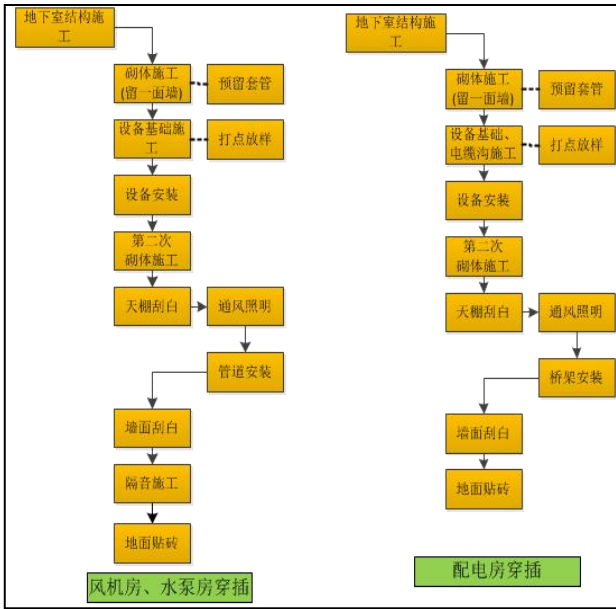 地下室结构施
工
砌体施工
(留一面墙)
预留套管
设备基础施
工
打点放样
设备安装
第二次
砌体施工
天棚刮白
通风照明
管道安装
墙面刮白
隔音施工
地面贴砖
风机房、水泵房穿插
地下室结构施
工
砌体施工
(留一面墙)
预留套管
设备基础、
电缆沟施工
打点放样
设备安装
第二次
砌体施工
天棚刮白
通风照明
桥架安装
墙面刮白
地面贴砖
配电房穿插